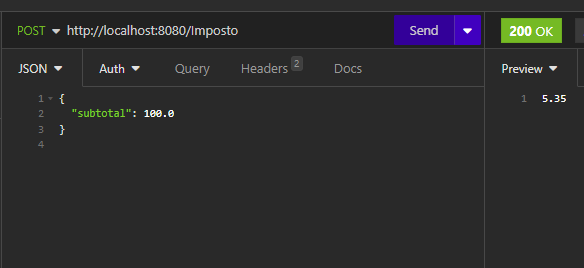 POST http://localhost:8080/Imposto Send 200 OK
JSON Auth Query Headers 2 Docs Preview
1 { 1 5.35
2 "subtotal": 100.0
3 }
4